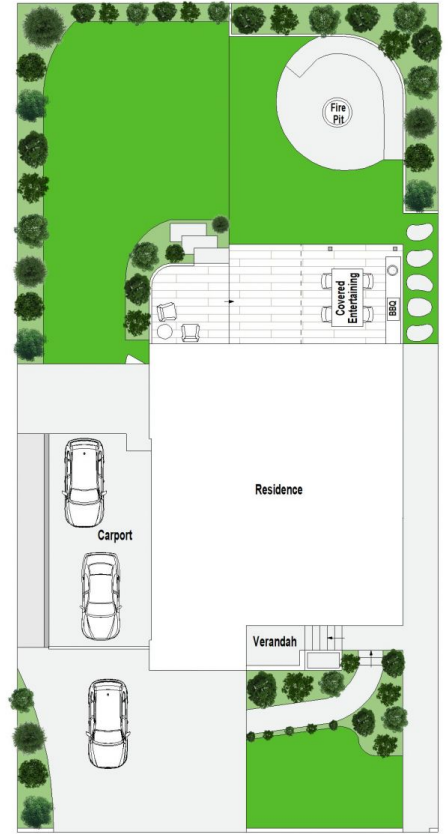 Fire
Pit
Covered
Entertaining
BBQ
Residence
Carport
Verandah